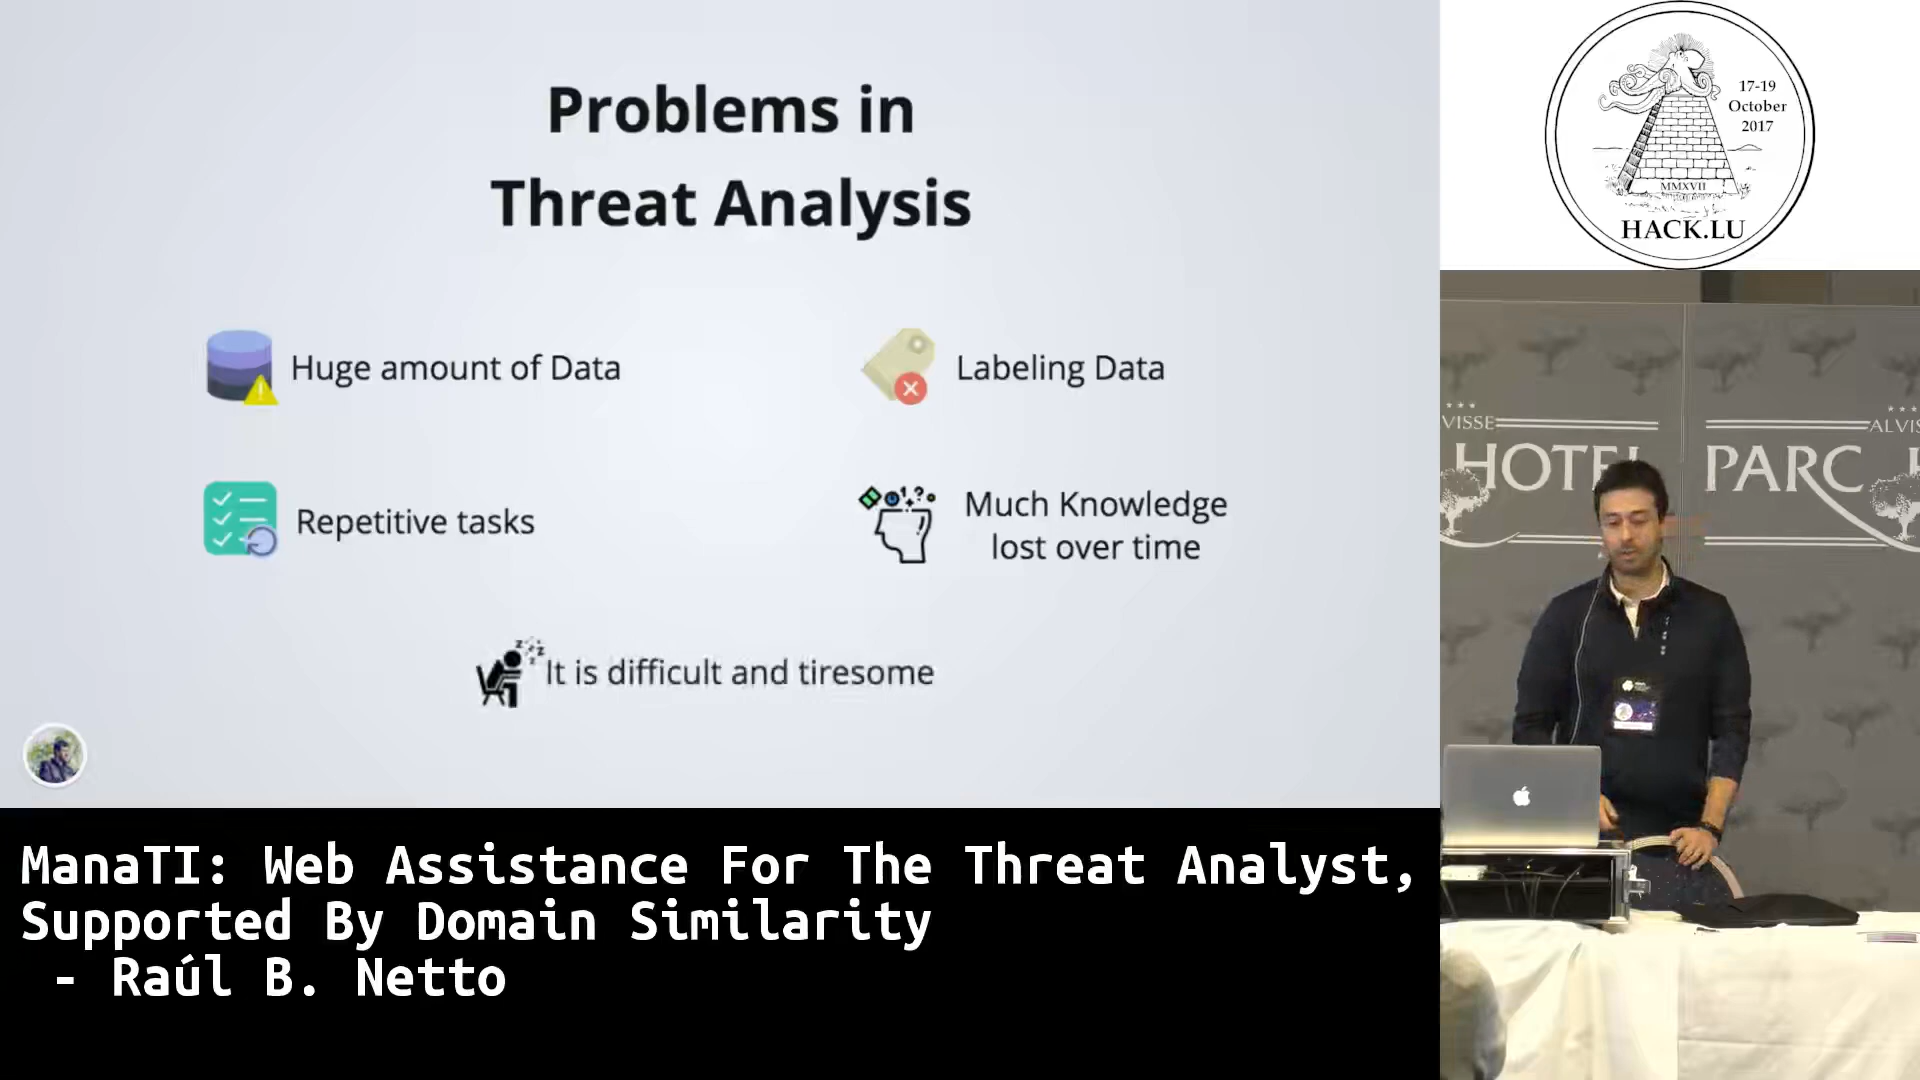 Problems in
Threat Analysis
Huge amount of Data
Labeling Data
Repetitive tasks
Much Knowledge
lost over time
It is difficult and tiresome
ManaTI: Web Assistance For The Threat Analyst,
Supported By Domain Similarity
- Raúl B. Netto
17-19
October
2017
MMXVII
HACK.LU
VISSE
HOTEL
ALVIS
PARC